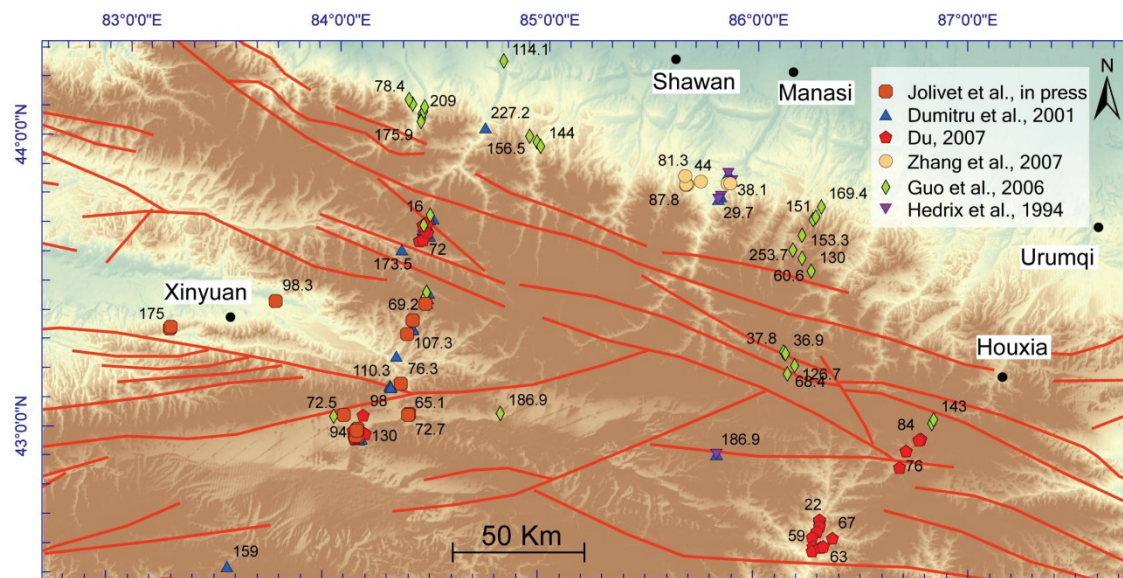 83°0'0"E
84°0'0"E
85°0'0"E
86°0'0"E
87°0'0"E
44°0'0"N
43°0'0"N
44°0'0"N
43°0'0"N
114.1
Shawan
Manasi
N
Jolivet et al., in press
Dumitru et al., 2001
Du, 2007
Zhang et al., 2007
Guo et al., 2006
Hedrix et al., 1994
78.4
209
175.9
227.2
156.5
144
81.3
44
87.8
38.1
29.7
169.4
151
153.3
253.7
130
60.6
Urumqi
16
72
173.5
Xinyuan
98.3
175
69.2
107.3
110.3
76.3
37.8
36.9
126.7
68.4
Houxia
72.5
98
65.1
72.7
94
130
186.9
186.9
143
84
76
22
67
59
63
159
50 Km